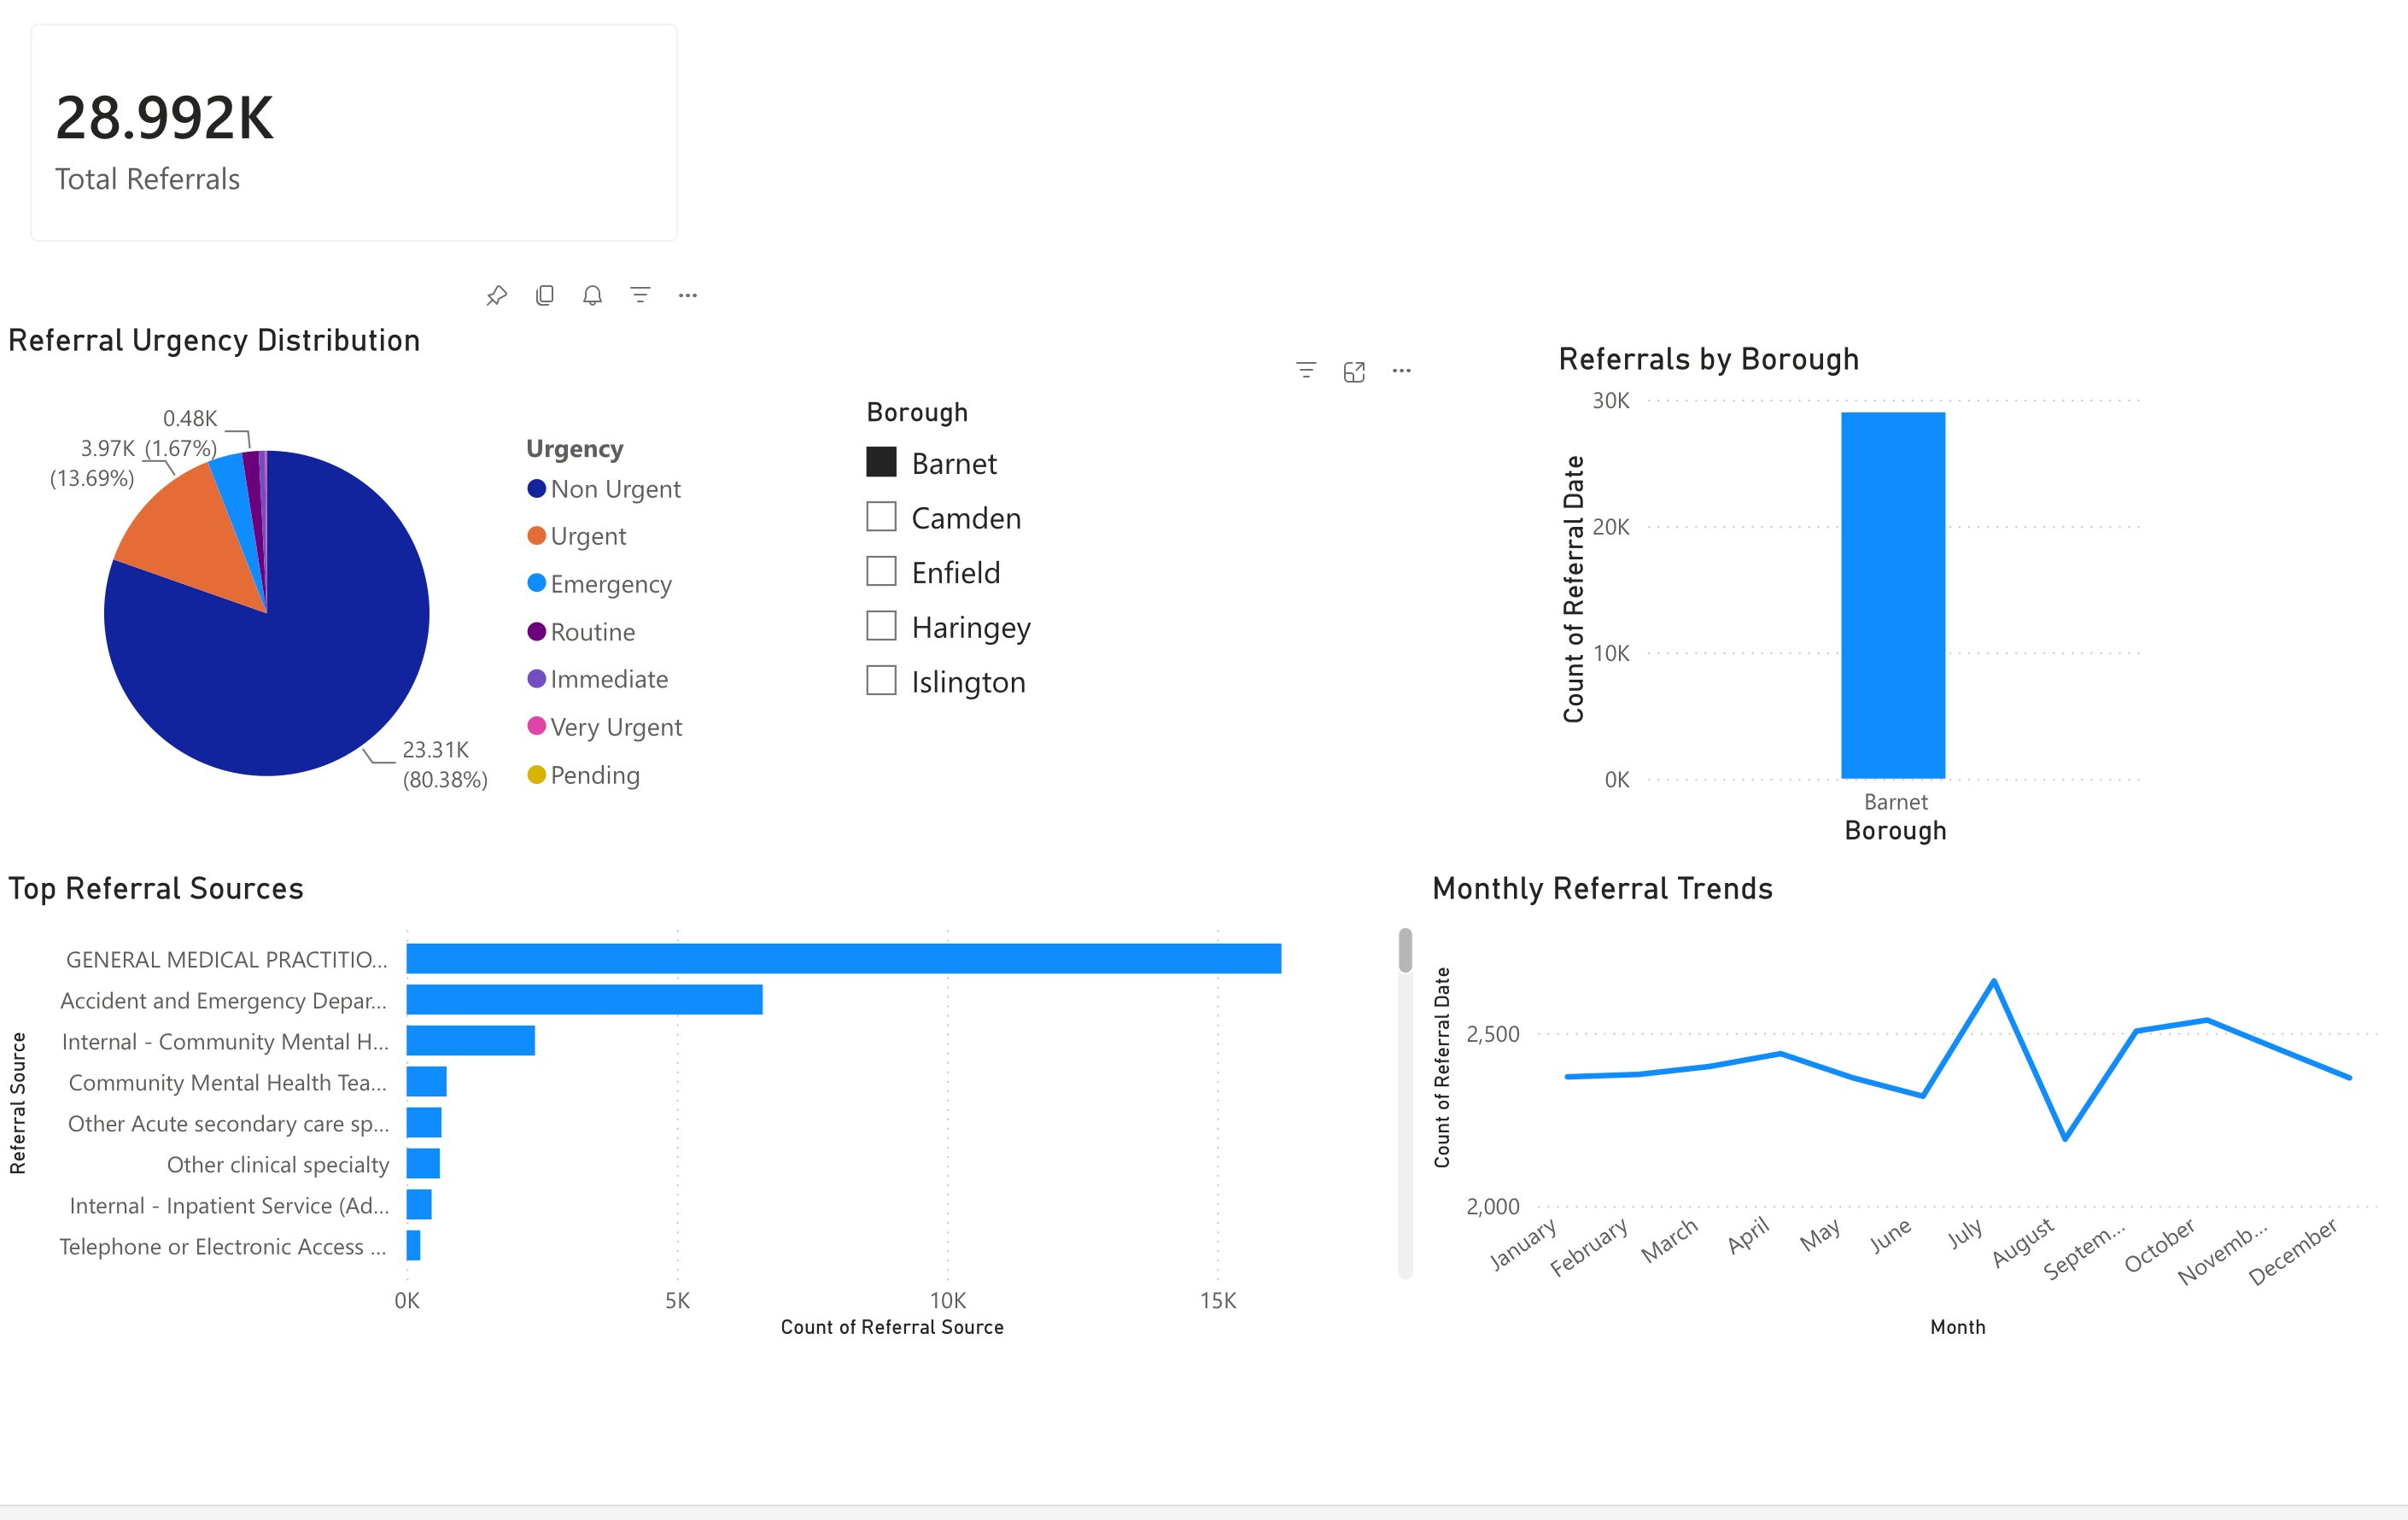 28.992K
Total Referrals
Referral Urgency Distribution
0.48K
(1.67%)
3.97K
(13.69%)
23.31K
(80.38%)
Urgency
Non Urgent
Urgent
Emergency
Routine
Immediate
Very Urgent
Pending
Borough
Barnet
Camden
Enfield
Haringey
Islington
Referrals by Borough
Count of Referral Date
30K
20K
10K
0K
Barnet
Borough
Top Referral Sources
Referral Source
GENERAL MEDICAL PRACTITIO...
Accident and Emergency Depar...
Internal - Community Mental H...
Community Mental Health Tea...
Other Acute secondary care sp...
Other clinical specialty
Internal - Inpatient Service (Ad...
Telephone or Electronic Access ...
0K
5K
10K
15K
Count of Referral Source
Monthly Referral Trends
Count of Referral Date
2,500
2,000
January
February
March
April
May
June
July
August
Septem...
October
Novemb...
December
Month